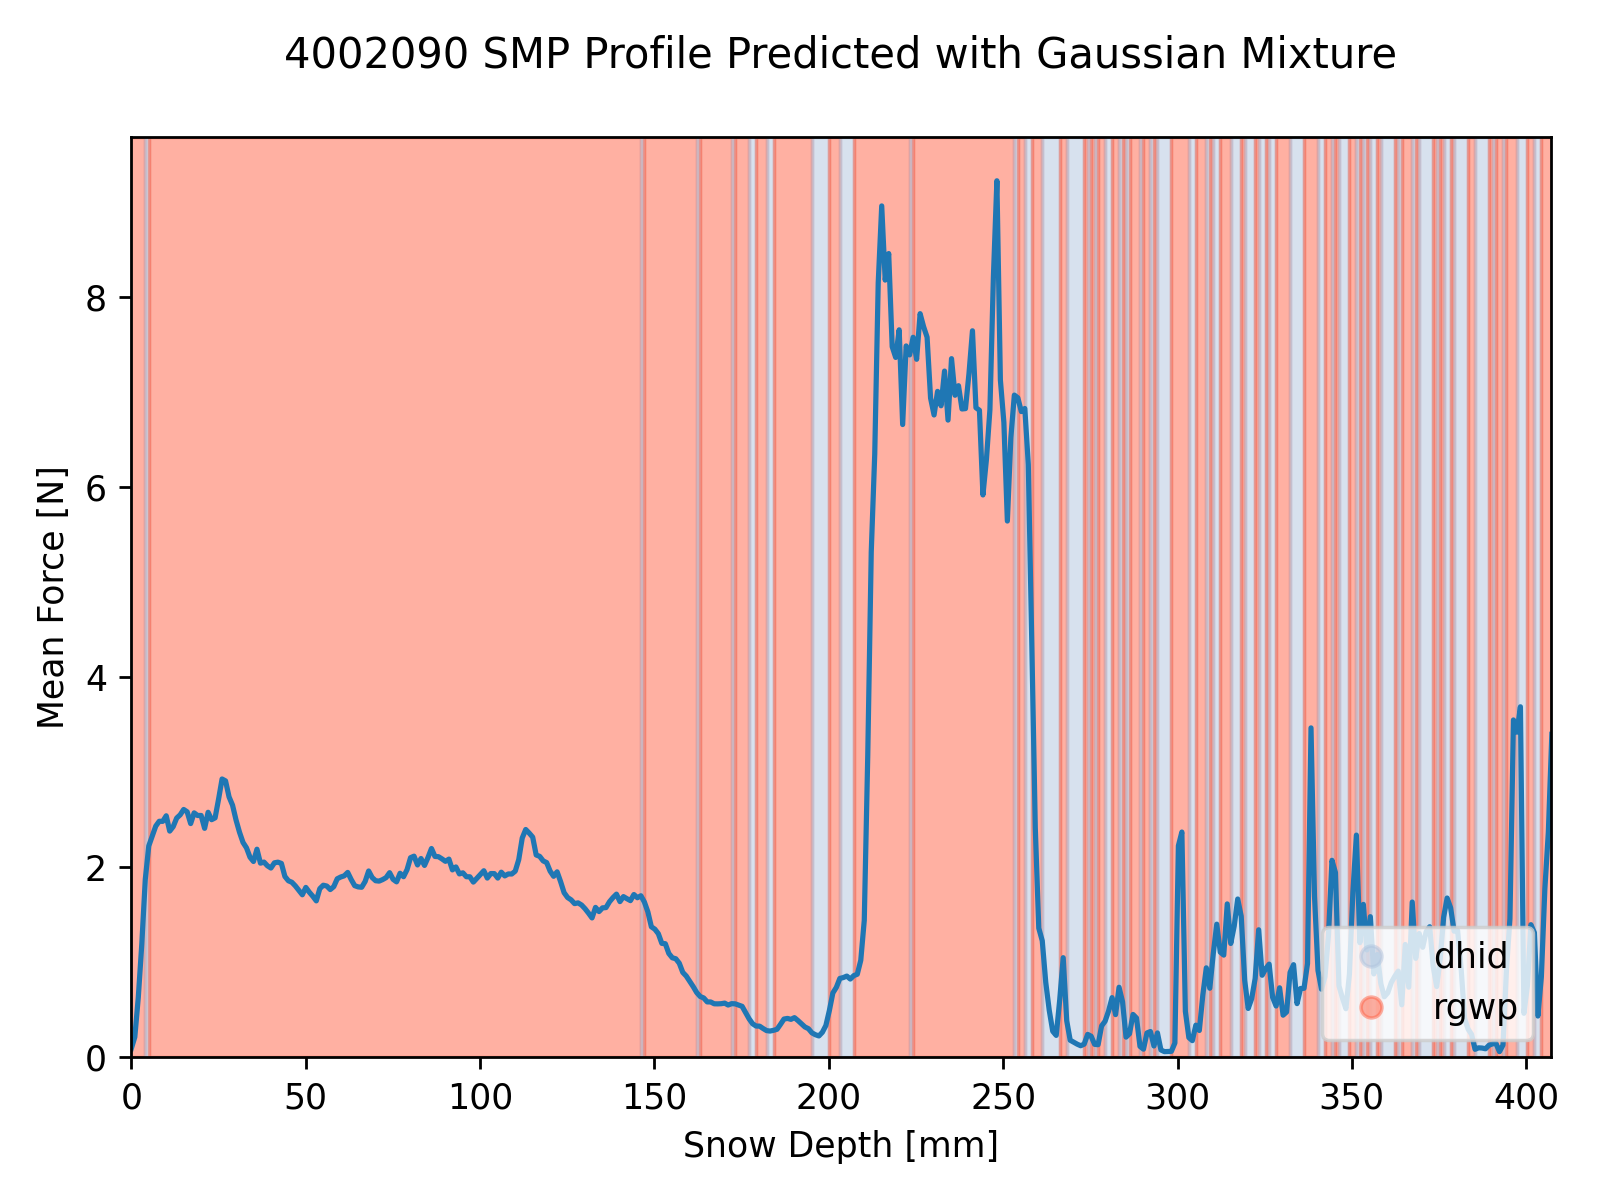 4002090 SMP Profile Predicted with Gaussian Mixture
Mean Force [N]
8
6
4
2
0
dhid
rgwp
0 50 100 150 200 250 300 350 400
Snow Depth [mm]